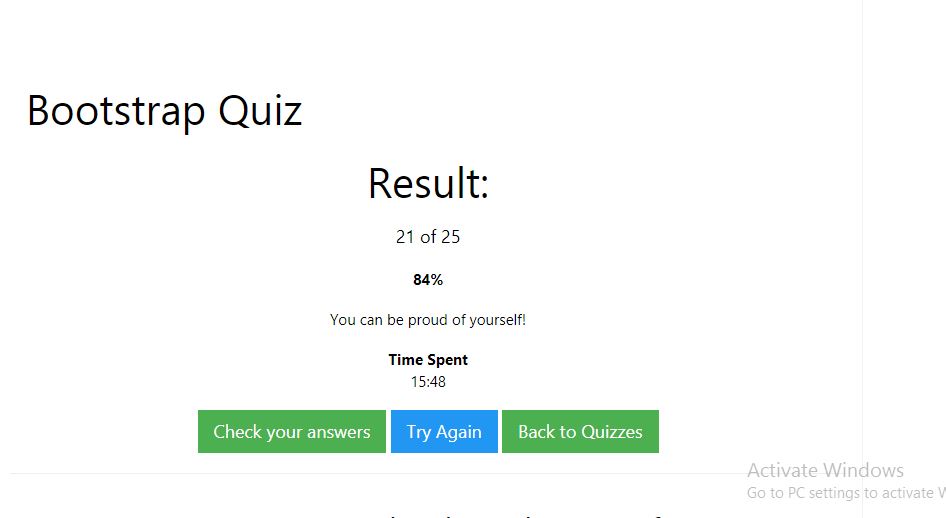 Bootstrap Quiz
Result:
21 of 25
84%
You can be proud of yourself!
Time Spent
15:48
Check your answers Try Again Back to Quizzes
Activate Windows
Go to PC settings to activate W